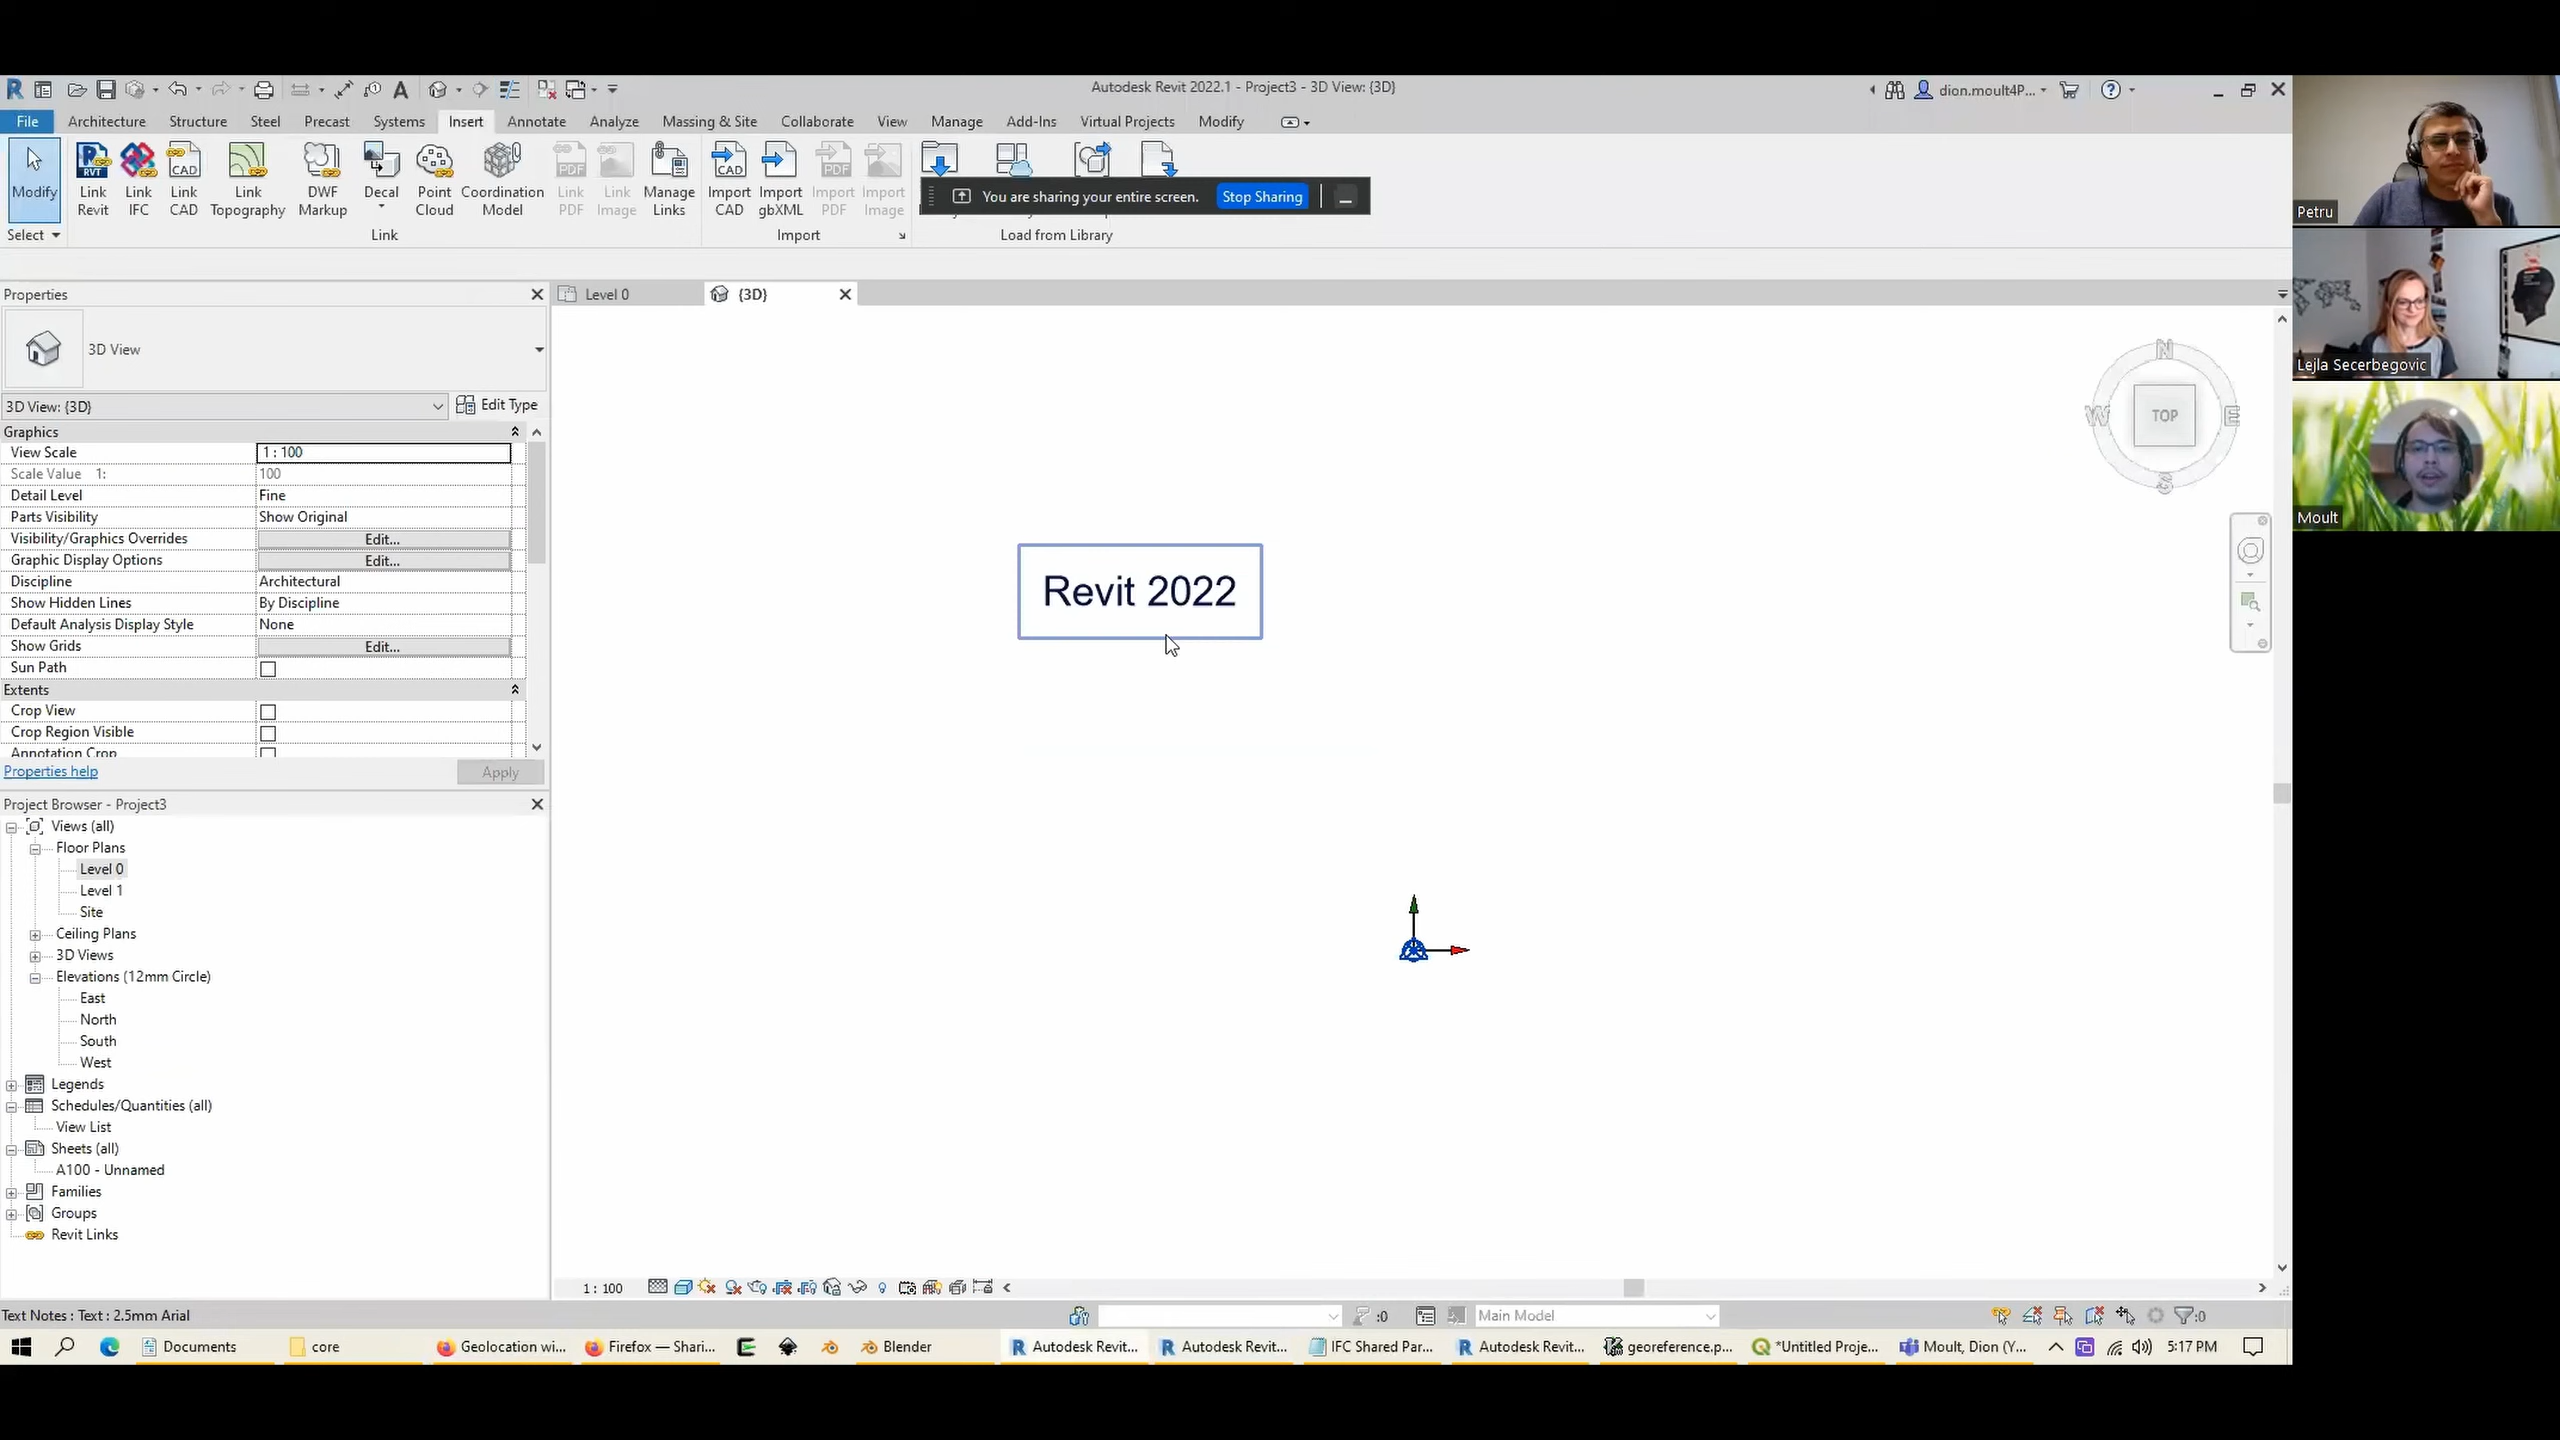 Autodesk Revit 2022.1 - Project3 - 3D View: {3D}
dion.moult4P...
File Architecture Structure Steel Precast Systems Insert Annotate Analyze Massing & Site Collaborate View Manage Add-Ins Virtual Projects Modify
Modify
Link Revit
Link IFC
Link CAD
Link Topography
DWF Markup
Decal
Point Cloud
Coordination Model
Link PDF
Link Image
Manage Links
Import CAD
Import gbXML
Import PDF
Import Image
You are sharing your entire screen. Stop Sharing
Select
Link
Import
Load from Library
Properties
3D View
3D View: {3D}
Edit Type
Graphics
View Scale 1 : 100
Scale Value 1: 100
Detail Level Fine
Parts Visibility Show Original
Visibility/Graphics Overrides Edit...
Graphic Display Options Edit...
Discipline Architectural
Show Hidden Lines By Discipline
Default Analysis Display Style None
Show Grids Edit...
Sun Path
Extents
Crop View
Crop Region Visible
Annotation Crop
Properties help
Apply
Project Browser - Project3
Views (all)
Floor Plans
Level 0
Level 1
Site
Ceiling Plans
3D Views
Elevations (12mm Circle)
East
North
South
West
Legends
Schedules/Quantities (all)
View List
Sheets (all)
A100 - Unnamed
Families
Groups
Revit Links
Level 0
{3D}
Revit 2022
N
W
TOP
E
S
1 : 100
Text Notes : Text : 2.5mm Arial
:0
Main Model
:0
Documents
core
Geolocation wi...
Firefox — Shari...
Blender
Autodesk Revit...
Autodesk Revit...
IFC Shared Par...
Autodesk Revit...
georeference.p...
*Untitled Proje...
Moult, Dion (Y...
5:17 PM
Petru
Lejla Secerbegovic
Moult